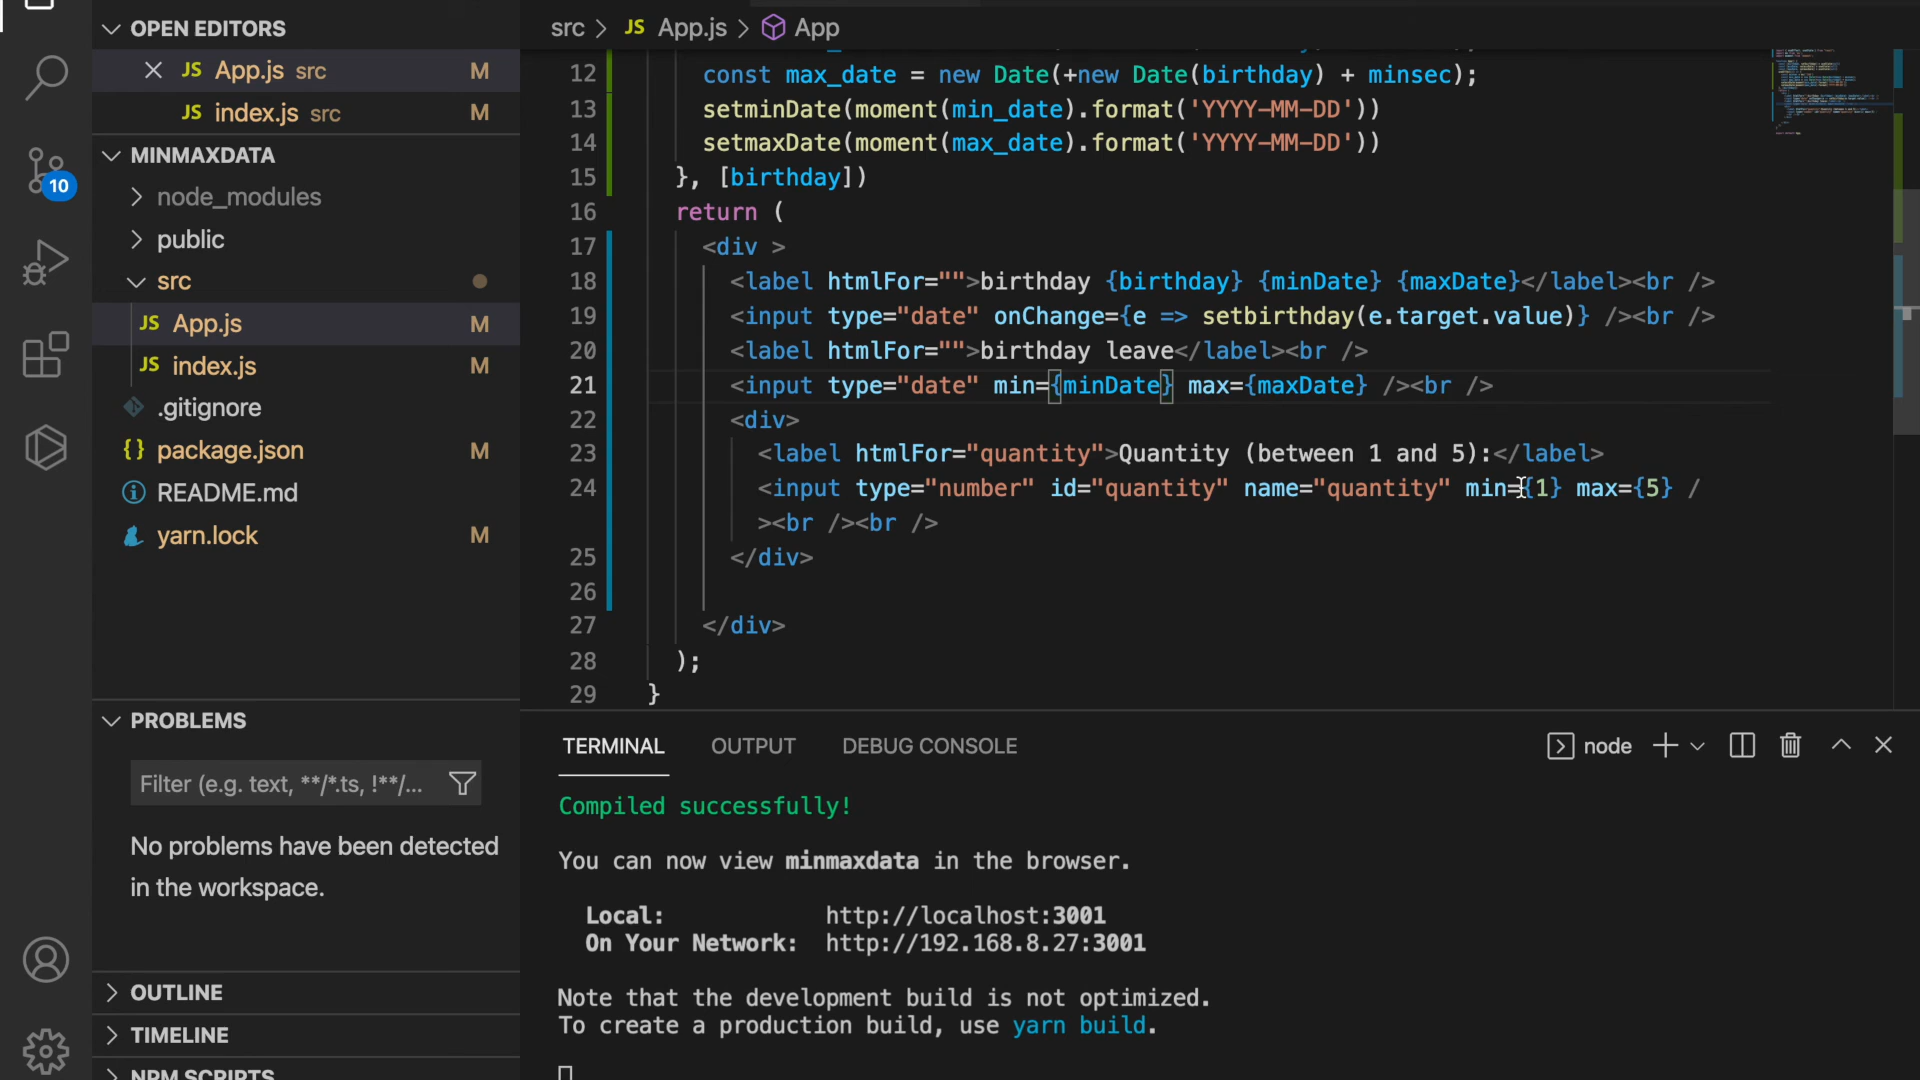 OPEN EDITORS
JS App.js src M
JS index.js src M
10
MINMAXDATA
node_modules
public
src
JS App.js M
JS index.js M
.gitignore
{} package.json M
README.md
yarn.lock M
PROBLEMS
Filter (e.g. text, **/*.ts, !**/...
No problems have been detected
in the workspace.
OUTLINE
TIMELINE
NPM SCRIPTS
src > JS App.js > App
12 const max_date = new Date(+new Date(birthday) + minsec);
13 setminDate(moment(min_date).format('YYYY-MM-DD'))
14 setmaxDate(moment(max_date).format('YYYY-MM-DD'))
15 }, [birthday])
16 return (
17 <div >
18 <label htmlFor="">birthday {birthday} {minDate} {maxDate}</label><br />
19 <input type="date" onChange={e => setbirthday(e.target.value)} /><br />
20 <label htmlFor="">birthday leave</label><br />
21 <input type="date" min={minDate} max={maxDate} /><br />
22 <div>
23 <label htmlFor="quantity">Quantity (between 1 and 5):</label>
24 <input type="number" id="quantity" name="quantity" min={1} max={5} /
><br /><br />
25 </div>
26
27 </div>
28 );
29 }
TERMINAL OUTPUT DEBUG CONSOLE node
Compiled successfully!
You can now view minmaxdata in the browser.
Local: http://localhost:3001
On Your Network: http://192.168.8.27:3001
Note that the development build is not optimized.
To create a production build, use yarn build.